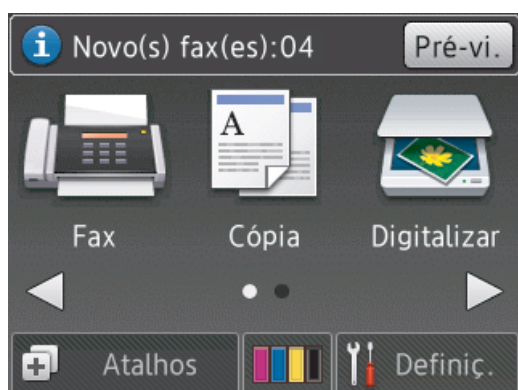 Novo(s) fax(es):04 Pré-vi.
A
Fax Cópia Digitalizar
Atalhos Definiç.